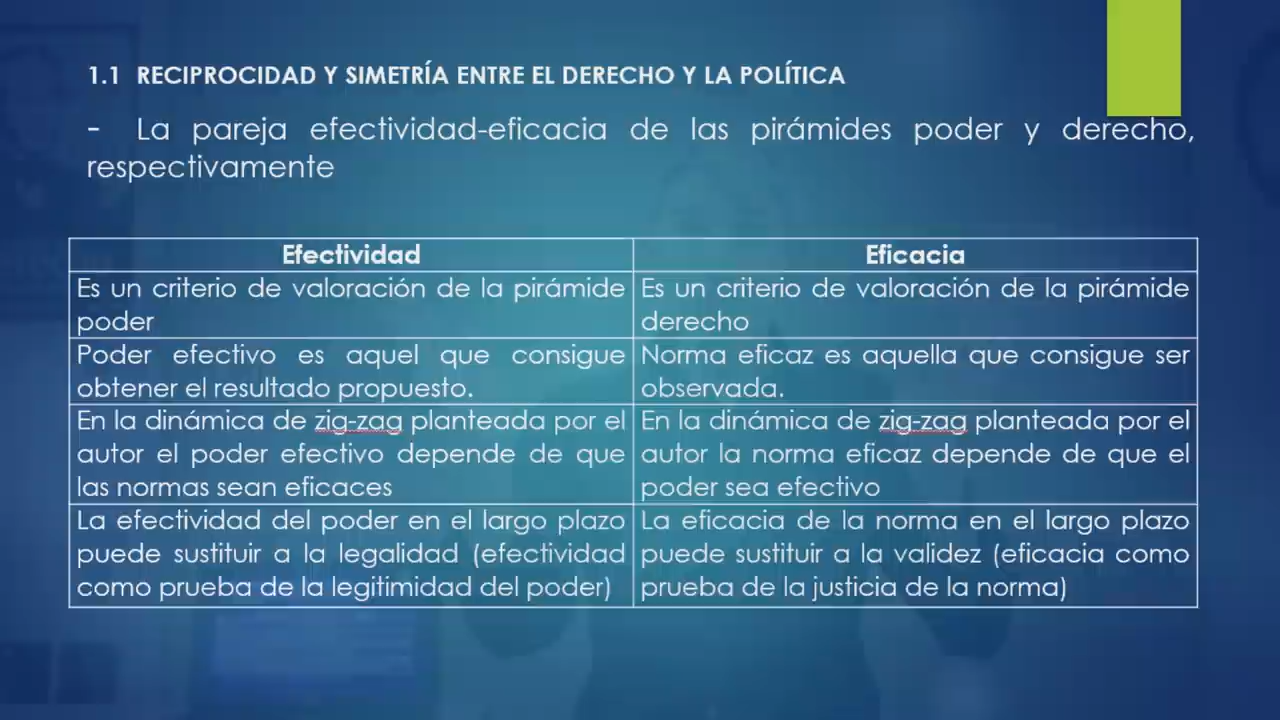 1.1 RECIPROCIDAD Y SIMETRÍA ENTRE EL DERECHO Y LA POLÍTICA
- La pareja efectividad-eficacia de las pirámides poder y derecho,
respectivamente
Efectividad
Eficacia
Es un criterio de valoración de la pirámide
poder
Es un criterio de valoración de la pirámide
derecho
Poder efectivo es aquel que consigue
obtener el resultado propuesto.
Norma eficaz es aquella que consigue ser
observada.
En la dinámica de zig-zag planteada por el
autor el poder efectivo depende de que
las normas sean eficaces
En la dinámica de zig-zag planteada por el
autor la norma eficaz depende de que el
poder sea efectivo
La efectividad del poder en el largo plazo
puede sustituir a la legalidad (efectividad
como prueba de la legitimidad del poder)
La eficacia de la norma en el largo plazo
puede sustituir a la validez (eficacia como
prueba de la justicia de la norma)